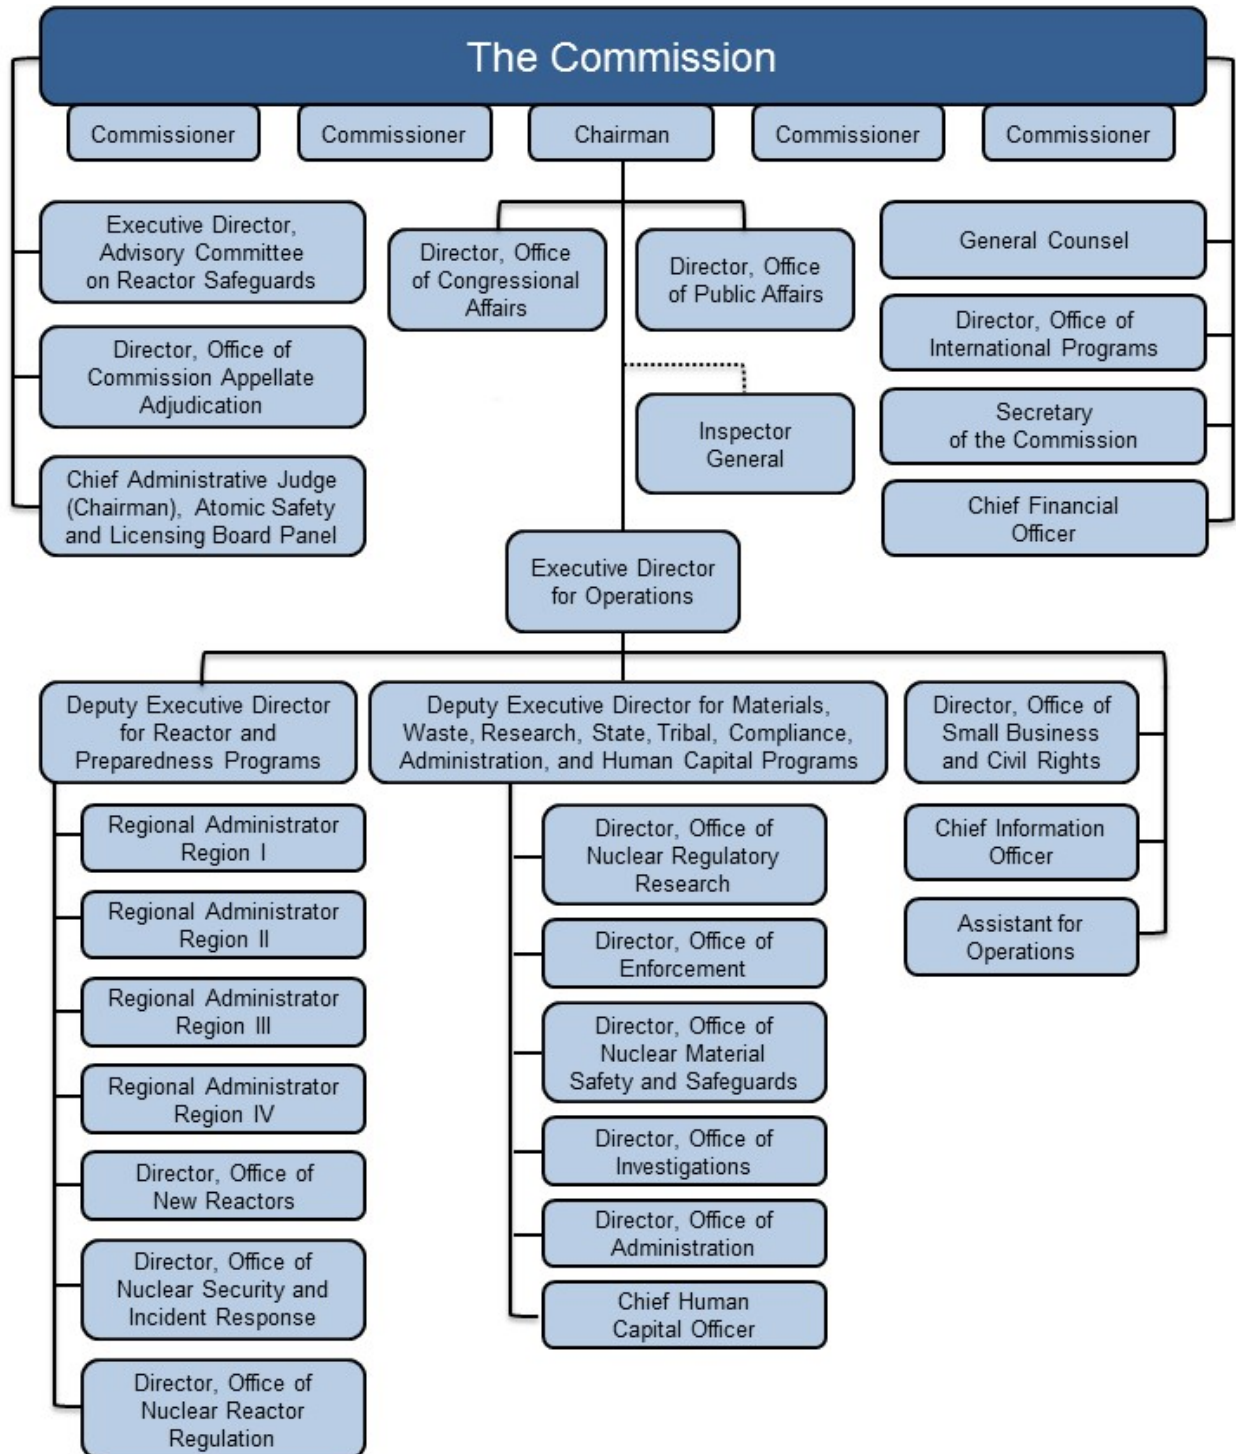 The Commission
Commissioner
Commissioner
Chairman
Commissioner
Commissioner
Executive Director,
Advisory Committee
on Reactor Safeguards
Director, Office of
Commission Appellate
Adjudication
Chief Administrative Judge
(Chairman), Atomic Safety
and Licensing Board Panel
Director, Office
of Congressional
Affairs
Director, Office
of Public Affairs
Inspector
General
General Counsel
Director, Office of
International Programs
Secretary
of the Commission
Chief Financial
Officer
Executive Director
for Operations
Deputy Executive Director
for Reactor and
Preparedness Programs
Regional Administrator
Region I
Regional Administrator
Region II
Regional Administrator
Region III
Regional Administrator
Region IV
Director, Office of
New Reactors
Director, Office of
Nuclear Security and
Incident Response
Director, Office of
Nuclear Reactor
Regulation
Deputy Executive Director for Materials,
Waste, Research, State, Tribal, Compliance,
Administration, and Human Capital Programs
Director, Office of
Nuclear Regulatory
Research
Director, Office of
Enforcement
Director, Office of
Nuclear Material
Safety and Safeguards
Director, Office of
Investigations
Director, Office of
Administration
Chief Human
Capital Officer
Director, Office of
Small Business
and Civil Rights
Chief Information
Officer
Assistant for
Operations